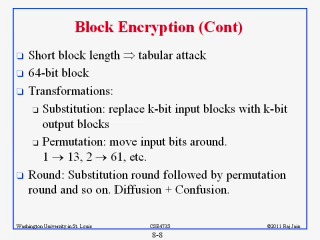 Block Encryption (Cont)
Short block length ⇒ tabular attack
64-bit block
Transformations:
Substitution: replace k-bit input blocks with k-bit
output blocks
Permutation: move input bits around.
1 → 13, 2 → 61, etc.
Round: Substitution round followed by permutation
round and so on. Diffusion + Confusion.
Washington University in St. Louis CSE473S ©2011 Raj Jain
8-8